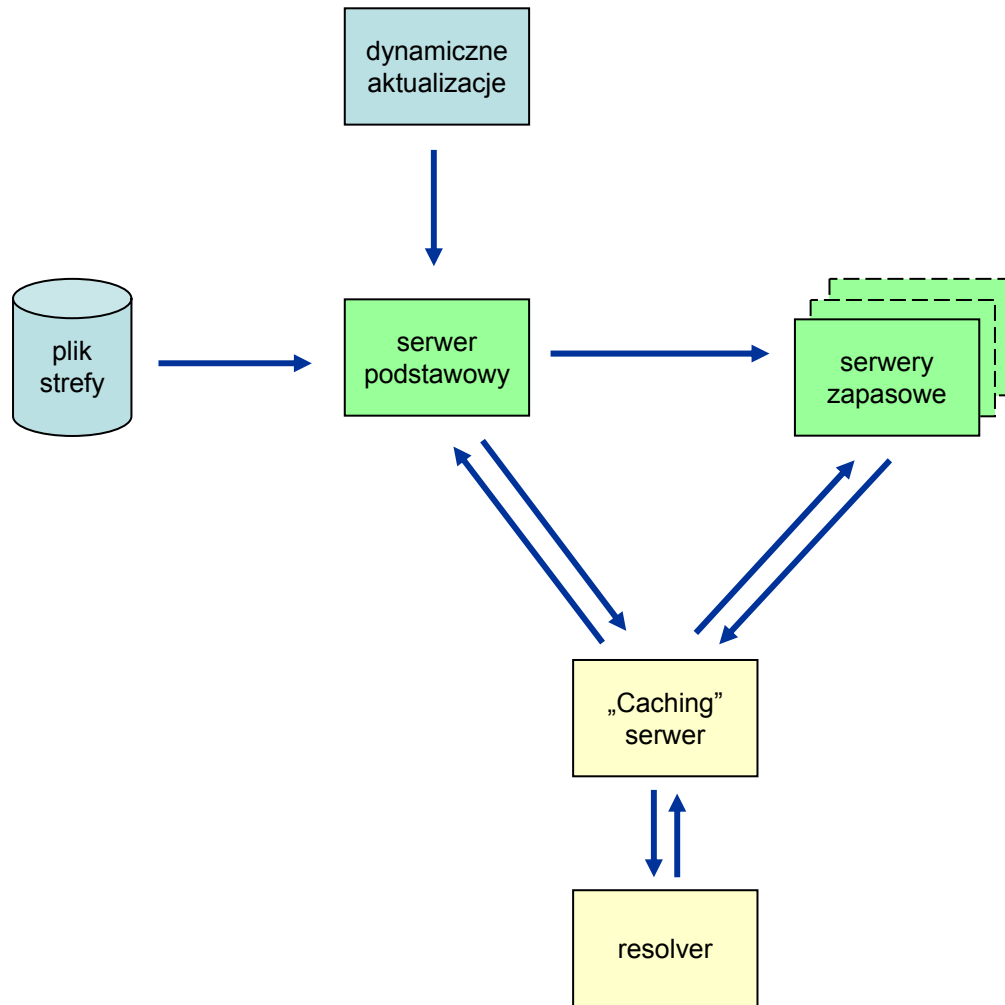 dynamiczne
aktualizacje
plik
strefy
serwer
podstawowy
serwery
zapasowe
„Caching”
serwer
resolver